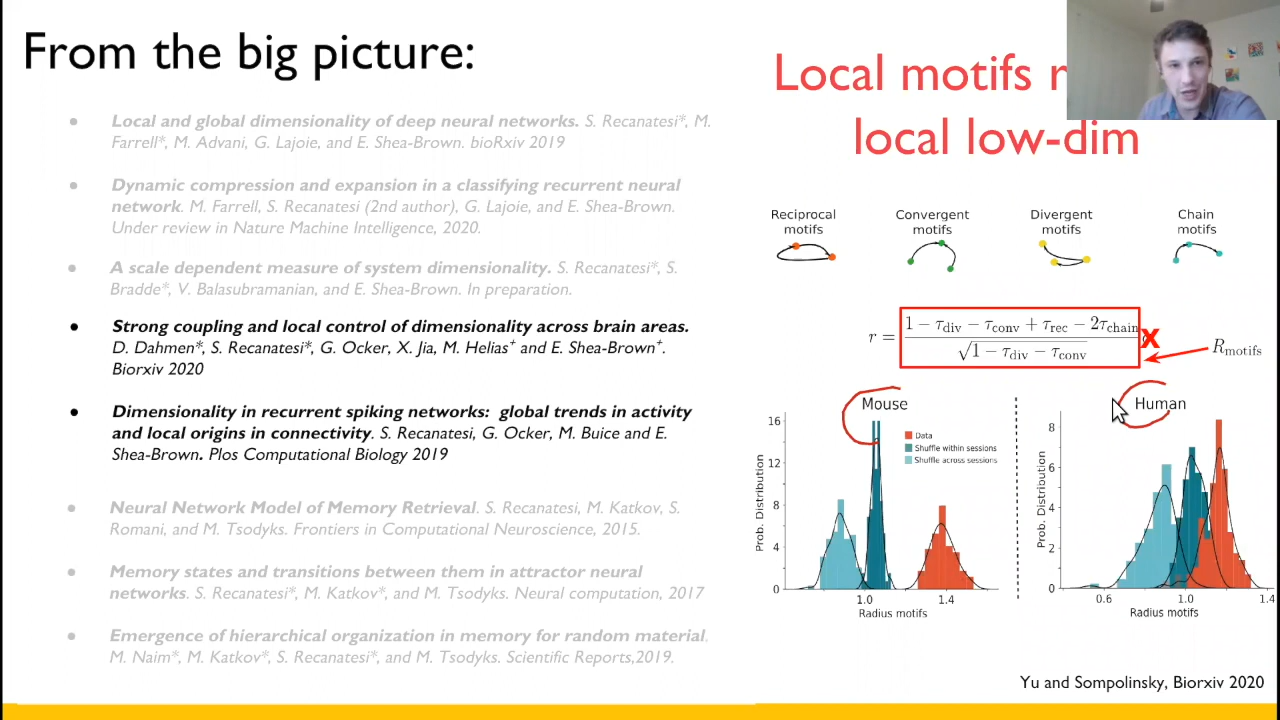 From the big picture:
Local motifs
local low-dim
• Local and global dimensionality of deep neural networks. S. Recanatesi*, M.
Farrell*, M. Advani, G. Lajoie, and E. Shea-Brown. bioRxiv 2019
• Dynamic compression and expansion in a classifying recurrent neural
network. M. Farrell, S. Recanatesi (2nd author), G. Lajoie, and E. Shea-Brown.
Under review in Nature Machine Intelligence, 2020.
• A scale dependent measure of system dimensionality. S. Recanatesi*, S.
Bradde*, V. Balasubramanian, and E. Shea-Brown. In preparation.
• Strong coupling and local control of dimensionality across brain areas.
D. Dahmen*, S. Recanatesi*, G. Ocker, X. Jia, M. Helias⁺ and E. Shea-Brown⁺.
Biorxiv 2020
• Dimensionality in recurrent spiking networks: global trends in activity
and local origins in connectivity. S. Recanatesi, G. Ocker, M. Buice and E.
Shea-Brown. Plos Computational Biology 2019
• Neural Network Model of Memory Retrieval. S. Recanatesi, M. Katkov, S.
Romani, and M. Tsodyks. Frontiers in Computational Neuroscience, 2015.
• Memory states and transitions between them in attractor neural
networks. S. Recanatesi*, M. Katkov*, and M. Tsodyks. Neural computation, 2017
• Emergence of hierarchical organization in memory for random material.
M. Naim*, M. Katkov*, S. Recanatesi*, and M. Tsodyks. Scientific Reports,2019.
Reciprocal motifs
Convergent motifs
Divergent motifs
Chain motifs
r = (1 − τdiv − τconv + τrec − 2τchain) / √(1 − τdiv − τconv) x
Rmotifs
Mouse
16
12
8
4
0
Prob. Distribution
Data
Shuffle within sessions
Shuffle across sessions
1.0 1.4
Radius motifs
Human
8
6
4
2
0
Prob. Distribution
0.6 1.0 1.4
Radius motifs
Yu and Sompolinsky, Biorxiv 2020